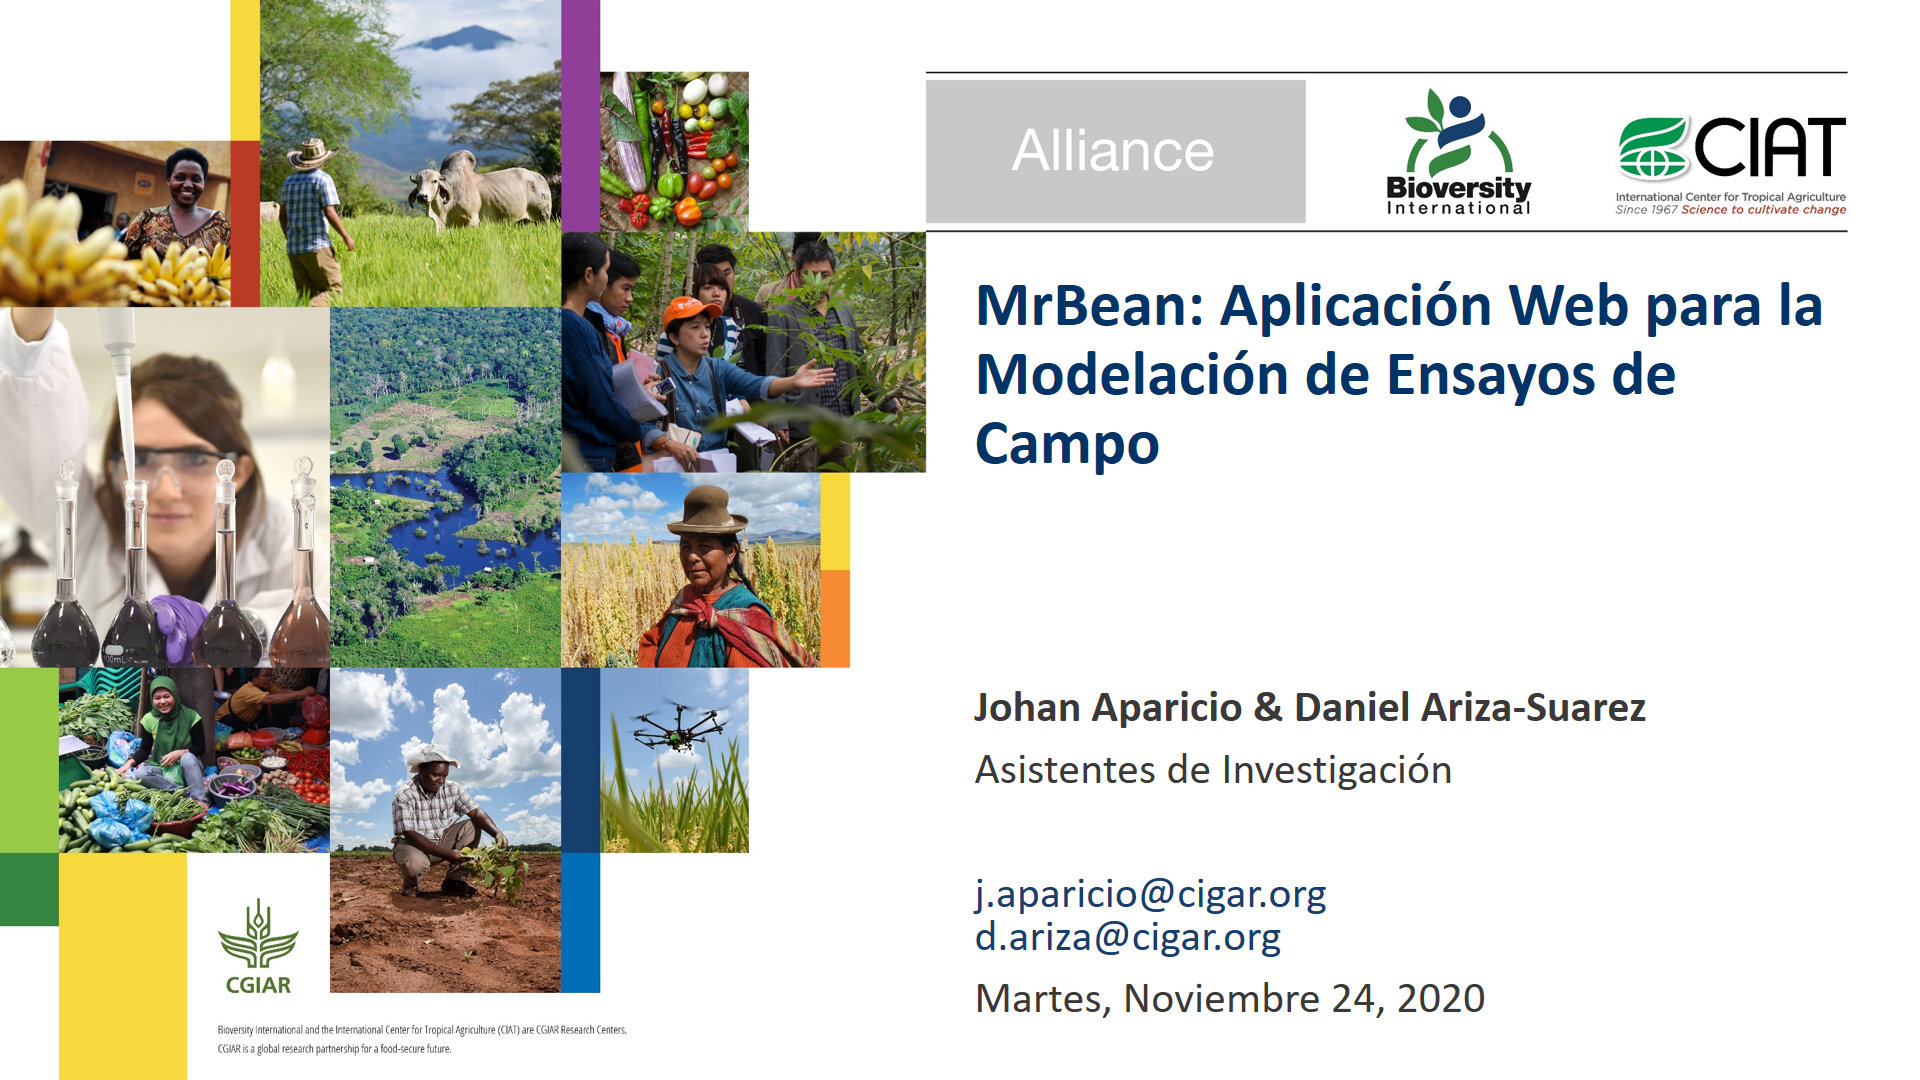 Alliance
Bioversity
International
CIAT
International Center for Tropical Agriculture
Since 1967 Science to cultivate change
MrBean: Aplicación Web para la
Modelación de Ensayos de
Campo
Johan Aparicio & Daniel Ariza-Suarez
Asistentes de Investigación
j.aparicio@cigar.org
d.ariza@cigar.org
Martes, Noviembre 24, 2020
CGIAR
Bioversity International and the International Center for Tropical Agriculture (CIAT) are CGIAR Research Centers.
CGIAR is a global research partnership for a food-secure future.